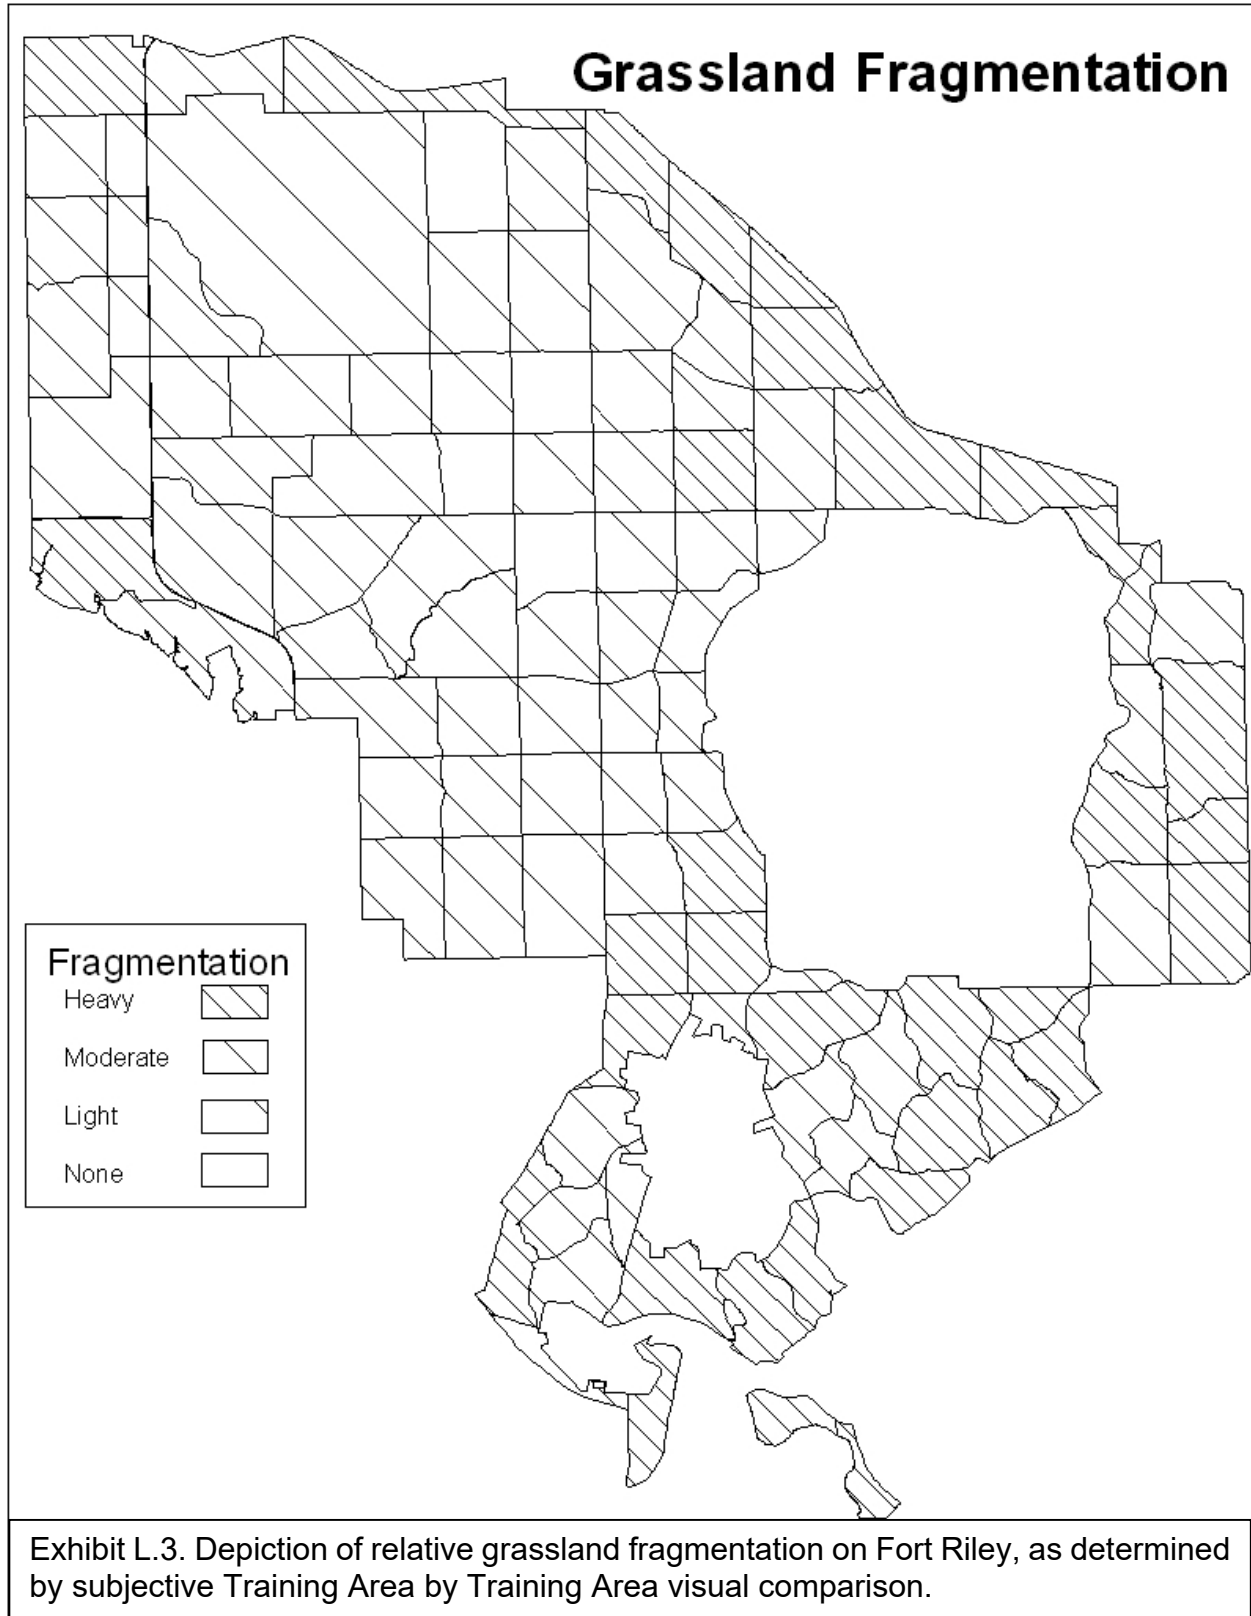 Grassland Fragmentation
Fragmentation
Heavy
Moderate
Light
None
Exhibit L.3. Depiction of relative grassland fragmentation on Fort Riley, as determined
by subjective Training Area by Training Area visual comparison.